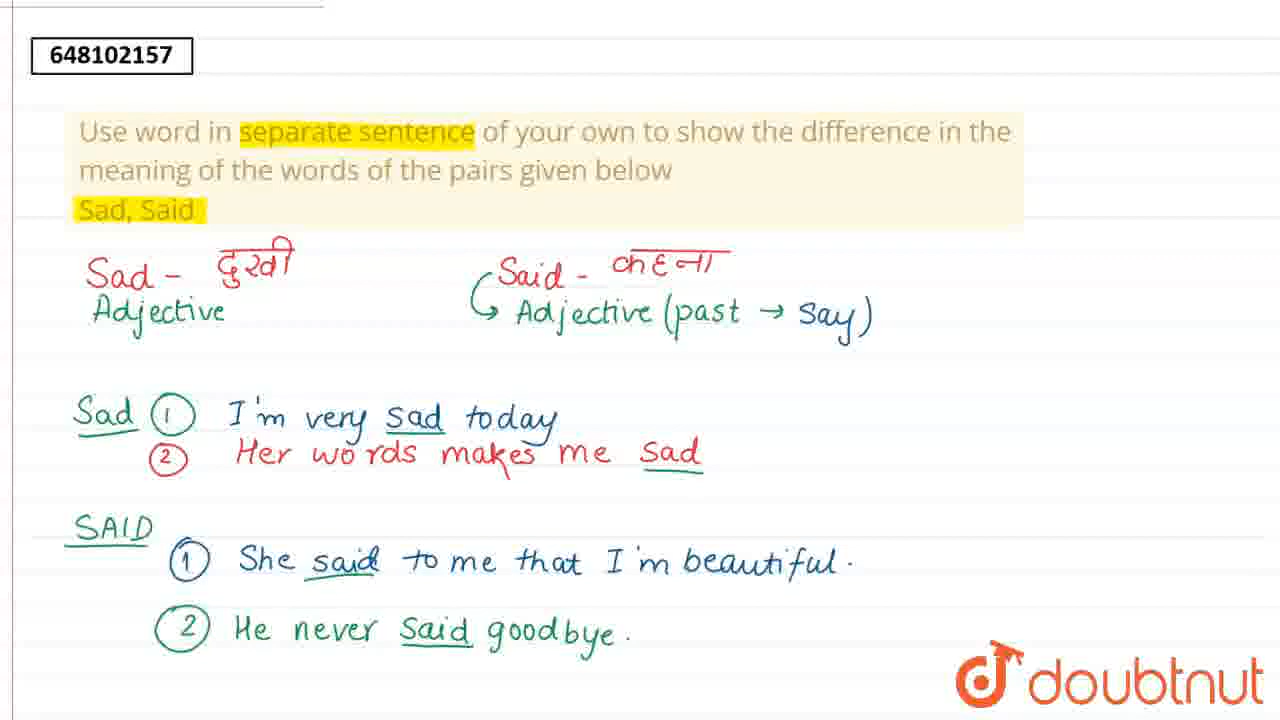 648102157
Use word in separate sentence of your own to show the difference in the
meaning of the words of the pairs given below
Sad, Said
Sad - दुखी
Adjective
Said - कहना
Adjective (past → say)
Sad ① I'm very sad today
② Her words makes me sad
SAID
① She said to me that I'm beautiful.
② He never said goodbye.
doubtnut